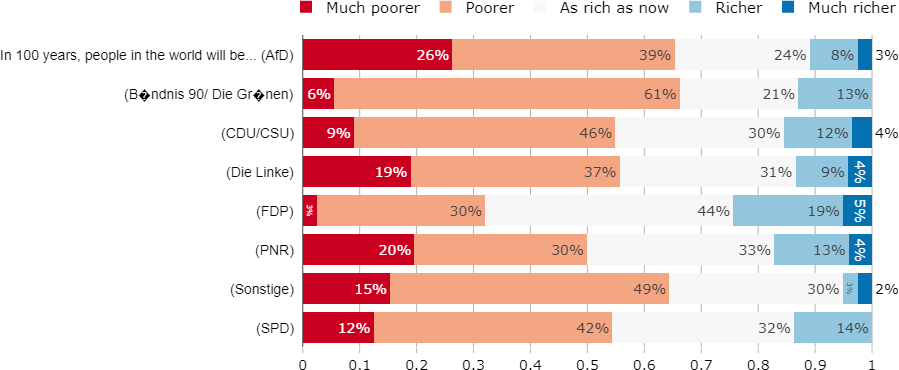 Much poorer Poorer As rich as now Richer Much richer
In 100 years, people in the world will be... (AfD) 26% 39% 24% 8% 3%
(B�ndnis 90/ Die Gr�nen) 6% 61% 21% 13%
(CDU/CSU) 9% 46% 30% 12% 4%
(Die Linke) 19% 37% 31% 9% 4%
(FDP) 3% 30% 44% 19% 5%
(PNR) 20% 30% 33% 13% 4%
(Sonstige) 15% 49% 30% 3% 2%
(SPD) 12% 42% 32% 14%
0 0.1 0.2 0.3 0.4 0.5 0.6 0.7 0.8 0.9 1